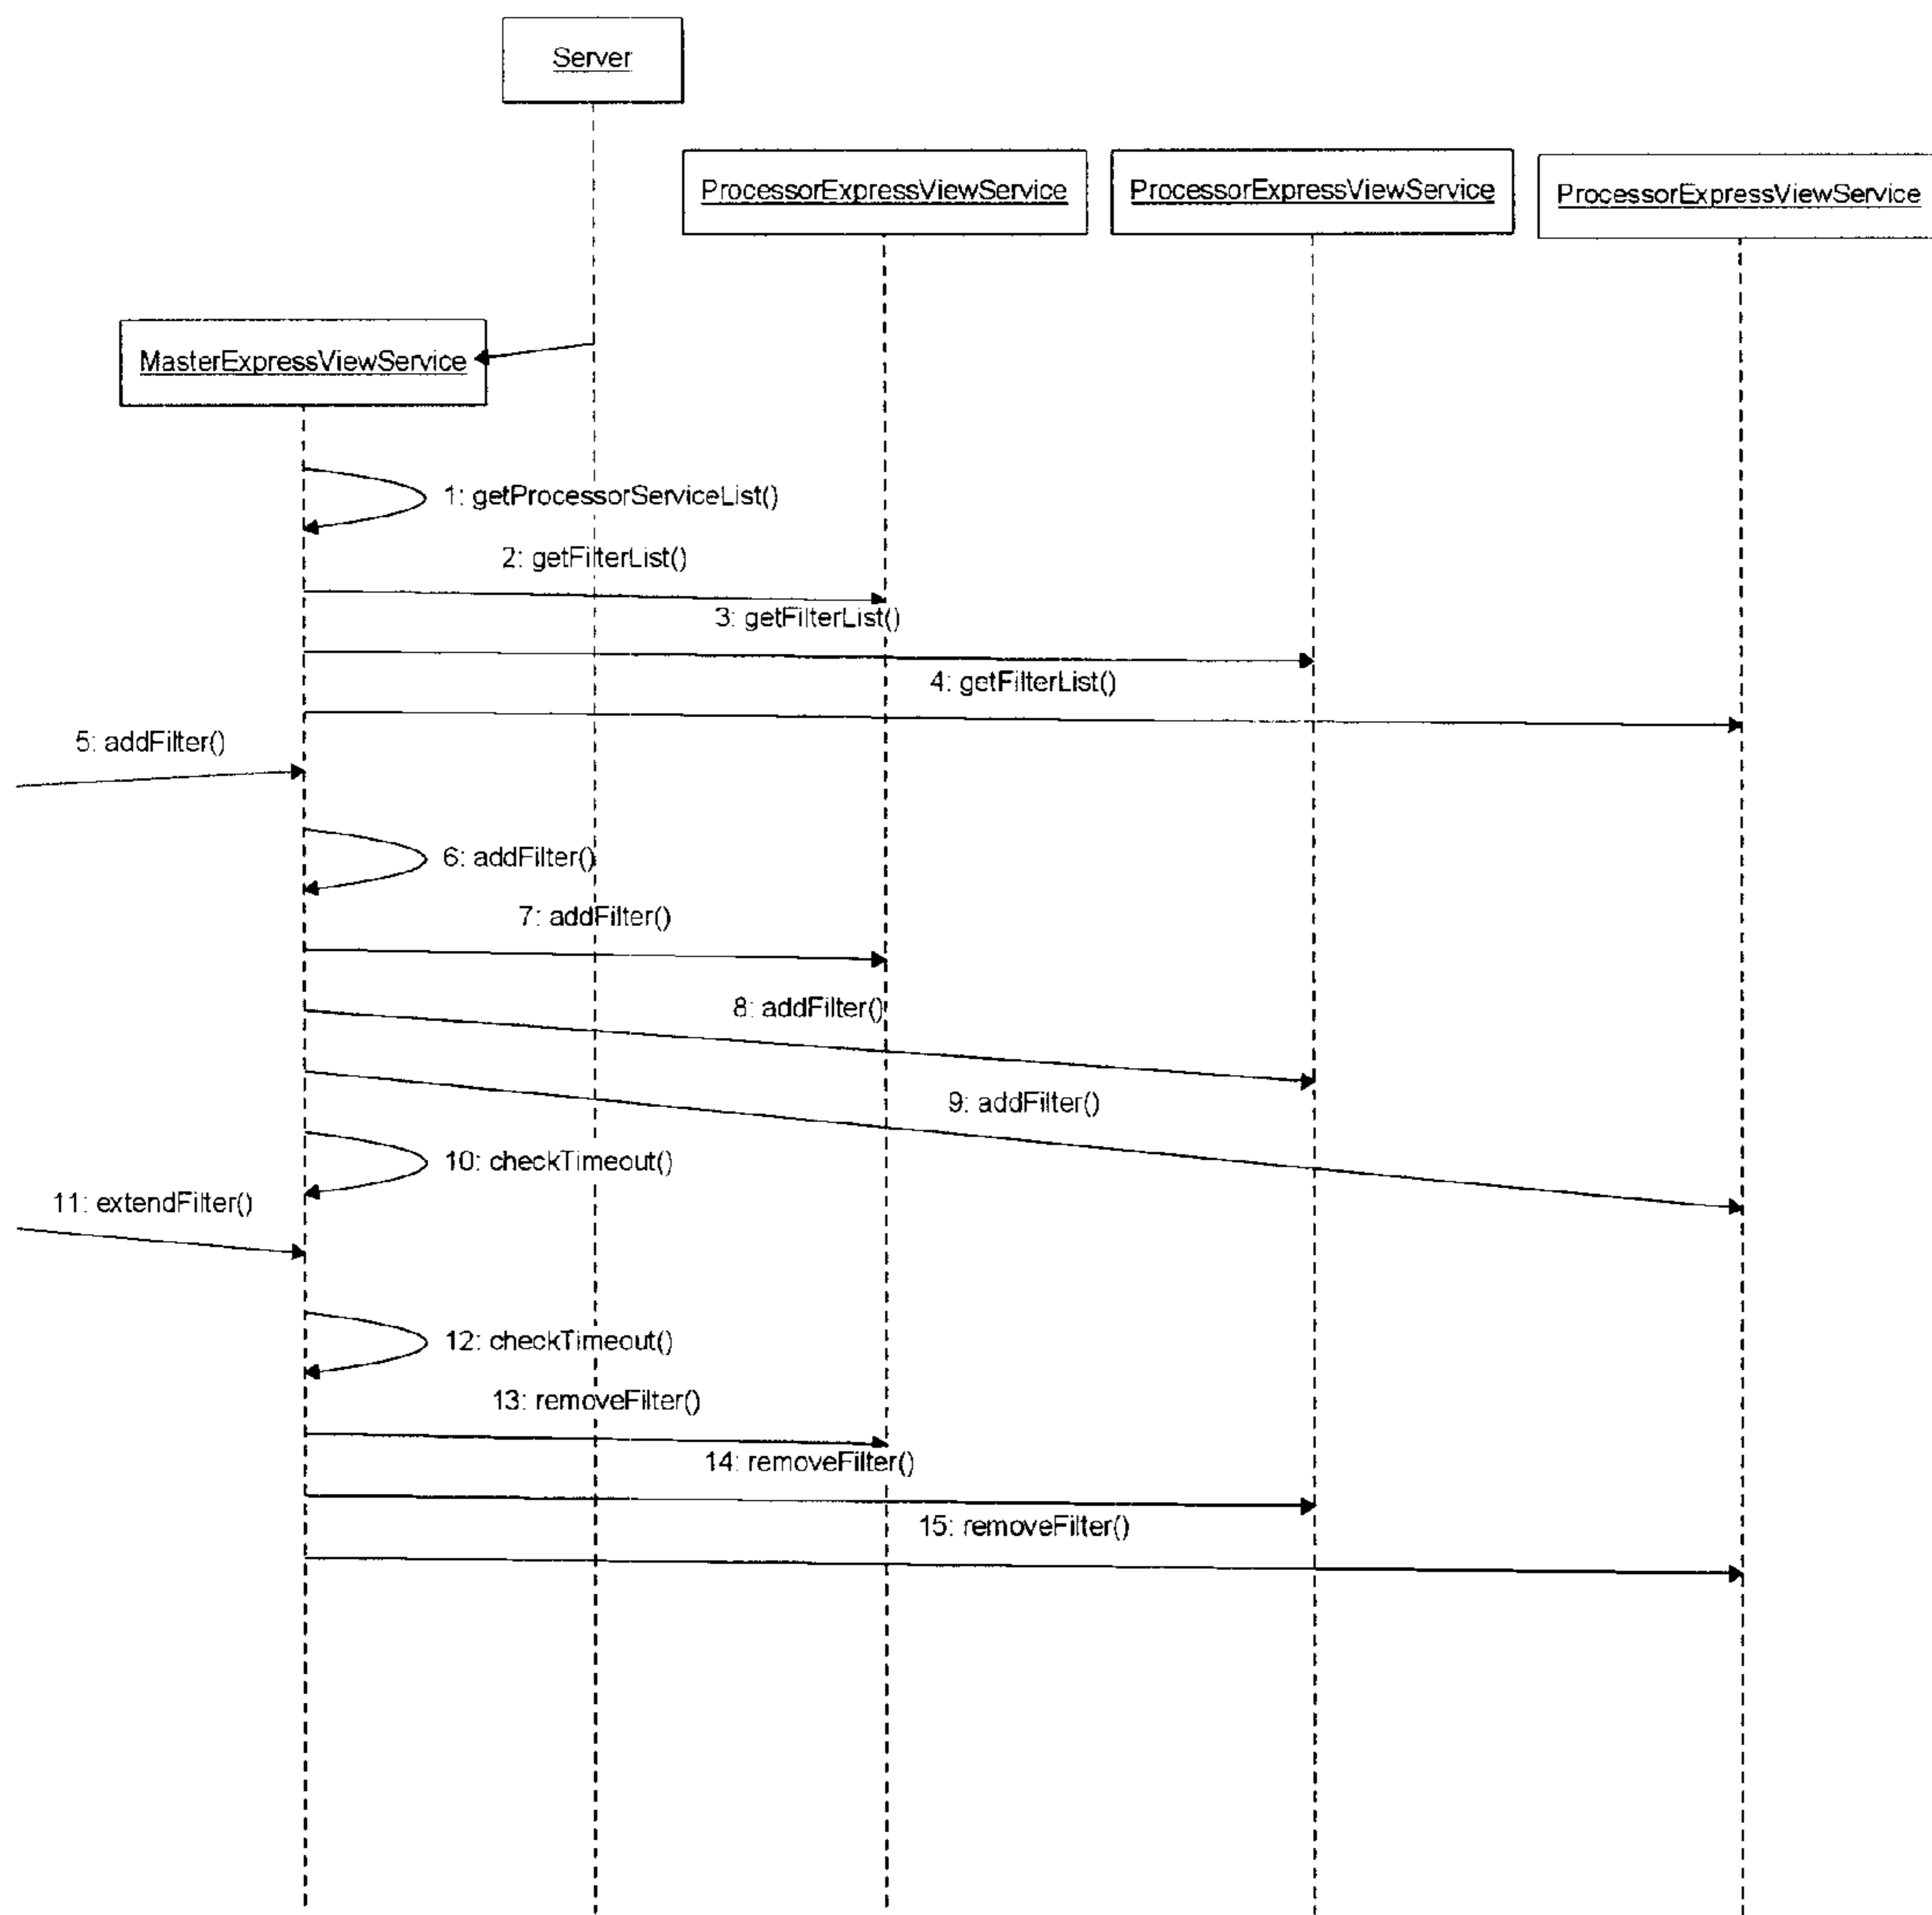 Server
ProcessorExpressViewService
ProcessorExpressViewService
ProcessorExpressViewService
MasterExpressViewService
1: getProcessorServiceList()
2: getFilterList()
3: getFilterList()
4: getFilterList()
5: addFilter()
6: addFilter()
7: addFilter()
8: addFilter()
9: addFilter()
10: checkTimeout()
11: extendFilter()
12: checkTimeout()
13: removeFilter()
14: removeFilter()
15: removeFilter()